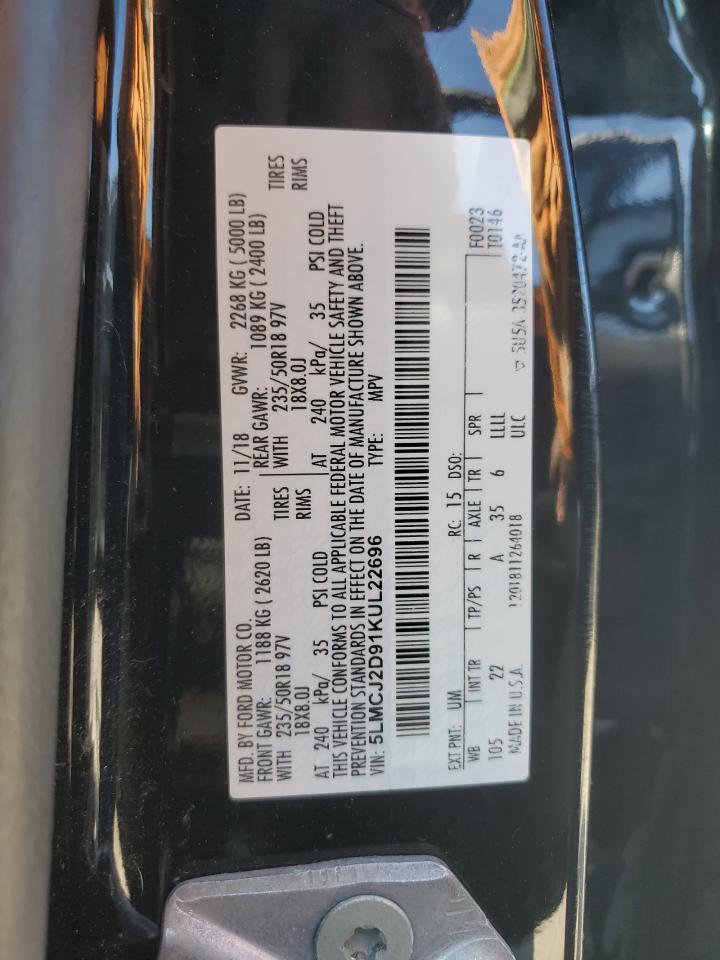 MFD. BY FORD MOTOR CO.
DATE: 11/18 GVWR: 2268 KG ( 5000 LB)
FRONT GAWR: 1188 KG ( 2620 LB) REAR GAWR: 1089 KG ( 2400 LB)
WITH 235/50R18 97V TIRES WITH 235/50R18 97V TIRES
18X8.0J RIMS 18X8.0J RIMS
AT 240 kPa/ 35 PSI COLD AT 240 kPa/ 35 PSI COLD
THIS VEHICLE CONFORMS TO ALL APPLICABLE FEDERAL MOTOR VEHICLE SAFETY AND THEFT
PREVENTION STANDARDS IN EFFECT ON THE DATE OF MANUFACTURE SHOWN ABOVE.
VIN: 5LMCJ2D91KUL22696 TYPE: MPV
EXT PNT: UM RC: 15 DSO:
WB INT TR TP/PS R AXLE TR SPR F0023
105 22 A 35 6 LLLL T0146
MADE IN U.S.A. 1201811264018 ULC ▽ 5U5A-3520472-AA